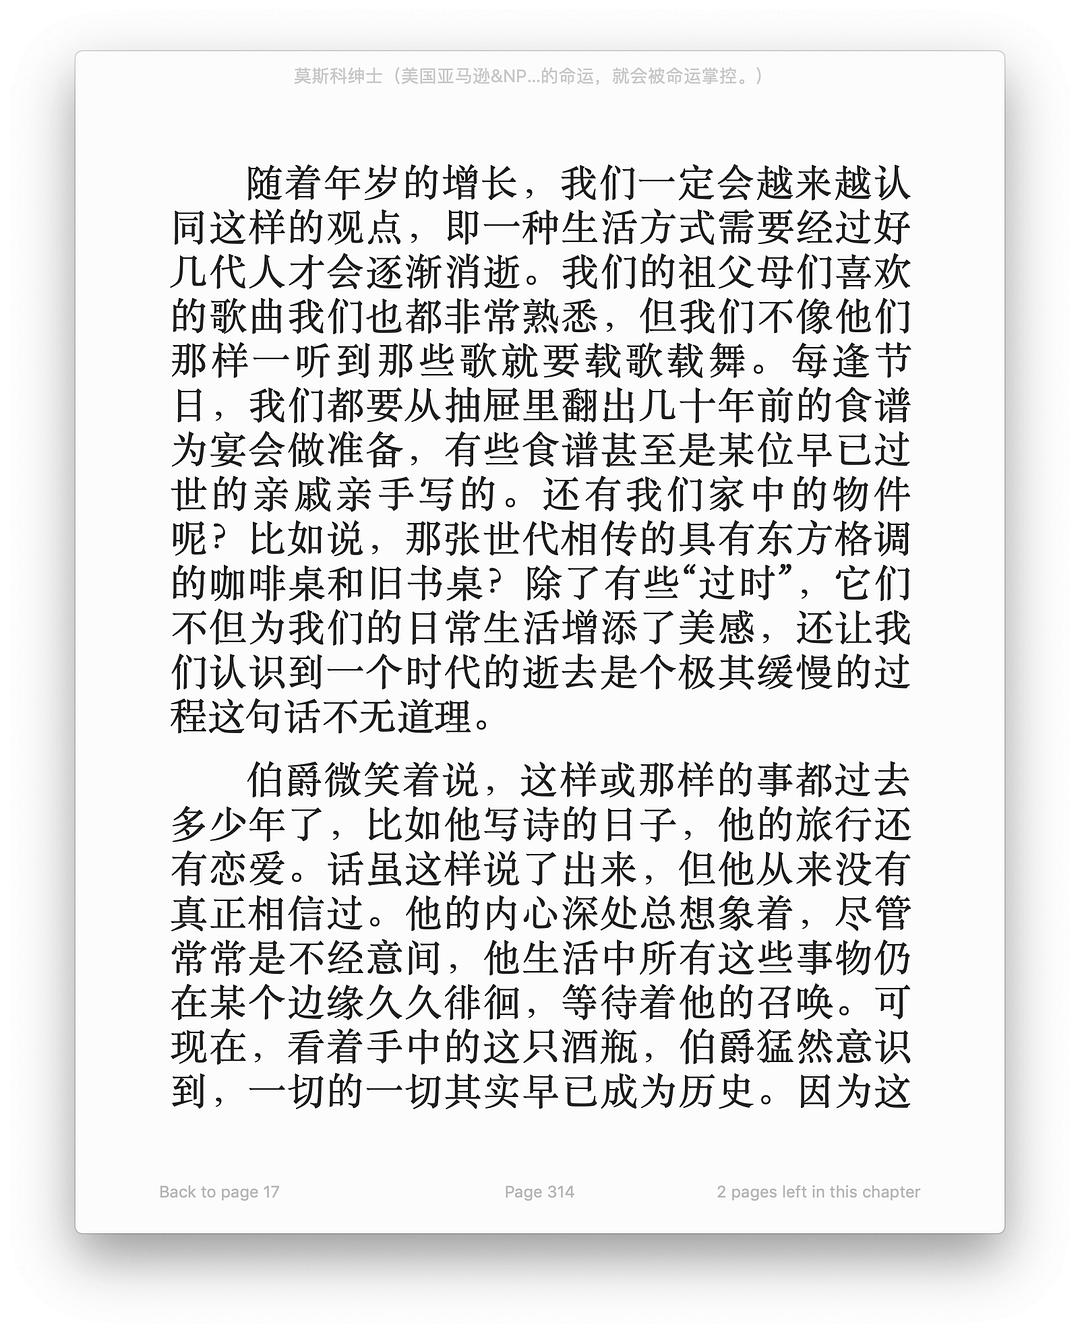 莫斯科绅士（美国亚马逊&NP...的命运，就会被命运掌控。）
随着年岁的增长，我们一定会越来越认
同这样的观点，即一种生活方式需要经过好
几代人才会逐渐消逝。我们的祖父母们喜欢
的歌曲我们也都非常熟悉，但我们不像他们
那样一听到那些歌就要载歌载舞。每逢节
日，我们都要从抽屉里翻出几十年前的食谱
为宴会做准备，有些食谱甚至是某位早已过
世的亲戚亲手写的。还有我们家中的物件
呢？比如说，那张世代相传的具有东方格调
的咖啡桌和旧书桌？除了有些“过时”，它们
不但为我们的日常生活增添了美感，还让我
们认识到一个时代的逝去是个极其缓慢的过
程这句话不无道理。
伯爵微笑着说，这样或那样的事都过去
多少年了，比如他写诗的日子，他的旅行还
有恋爱。话虽这样说了出来，但他从来没有
真正相信过。他的内心深处总想象着，尽管
常常是不经意间，他生活中所有这些事物仍
在某个边缘久久徘徊，等待着他的召唤。可
现在，看着手中的这只酒瓶，伯爵猛然意识
到，一切的一切其实早已成为历史。因为这
Back to page 17
Page 314
2 pages left in this chapter